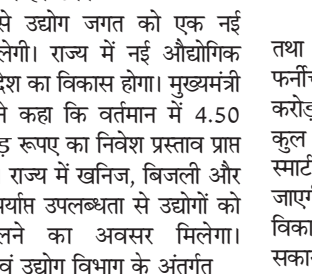 से उद्योग जगत को एक नई
लेगी। राज्य में नई औद्योगिक
देश का विकास होगा। मुख्यमंत्री
ने कहा कि वर्तमान में 4.50
ड़ रूपए का निवेश प्रस्ताव प्राप्त
राज्य में खनिज, बिजली और
पर्याप्त उपलब्धता से उद्योगों को
लने का अवसर मिलेगा।
वं उद्योग विभाग के अंतर्गत
तथा
फर्नीच
करोड़
कुल
स्मार्ट
जाएगी
विका
सका